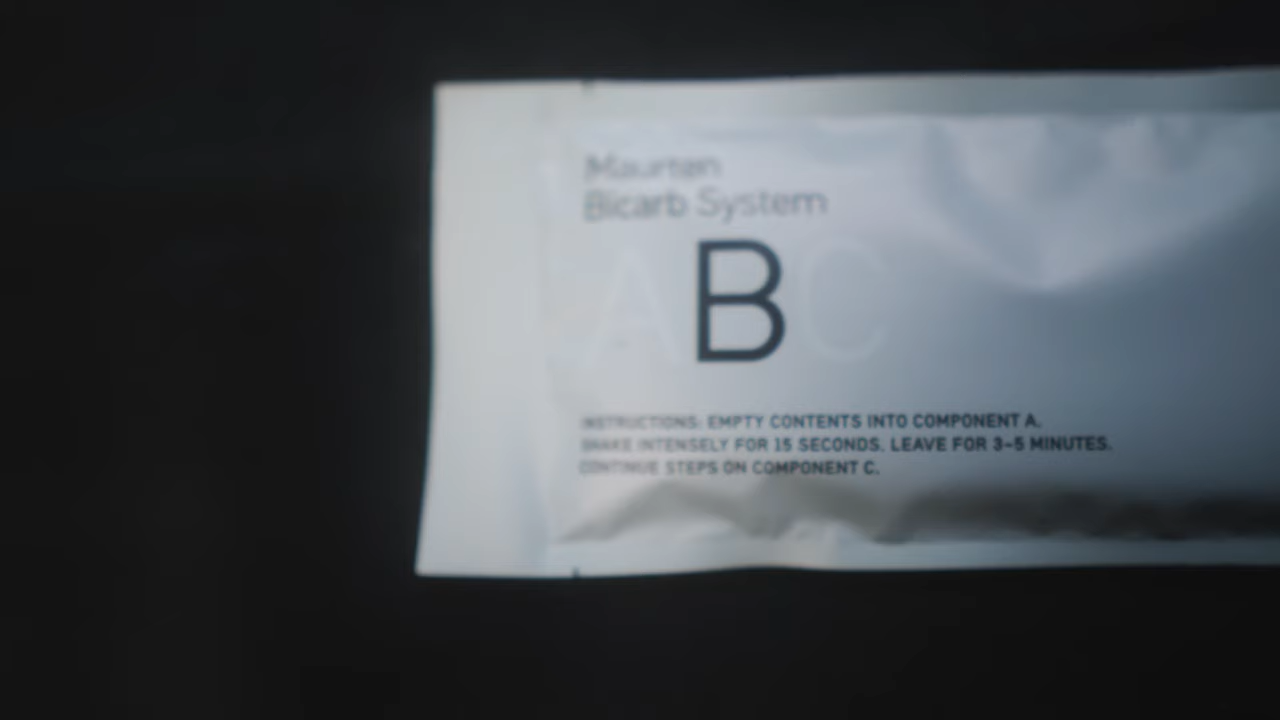 Maurten
Bicarb System
ABC
INSTRUCTIONS: EMPTY CONTENTS INTO COMPONENT A.
SHAKE INTENSELY FOR 15 SECONDS. LEAVE FOR 3–5 MINUTES.
CONTINUE STEPS ON COMPONENT C.